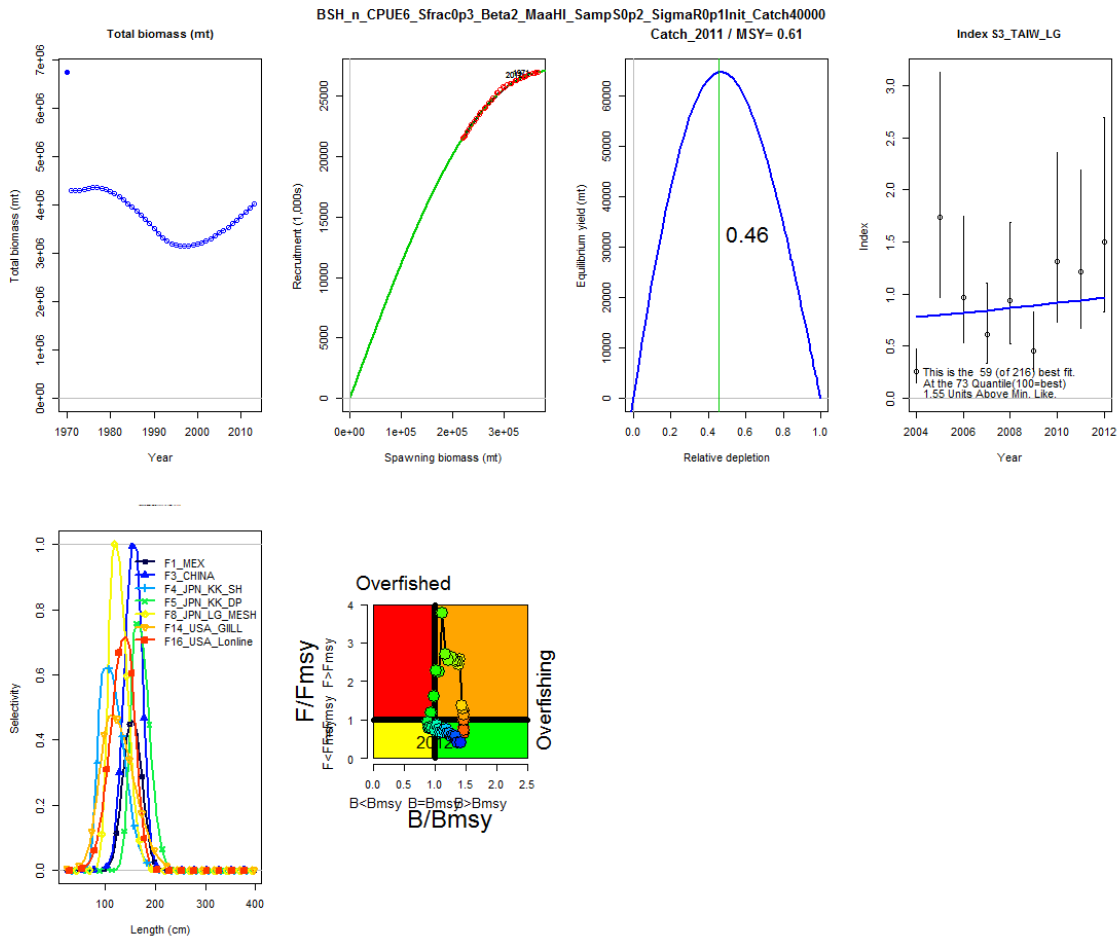 BSH_n_CPUE6_Sfrac0p3_Beta2_MaaHI_SampS0p2_SigmaR0p1Init_Catch40000
Total biomass (mt)
Catch_2011 / MSY= 0.61
Index S3_TAIW_LG
Total biomass (mt)
0e+00
1e+06
2e+06
3e+06
4e+06
5e+06
6e+06
7e+06
1970
1980
1990
2000
2010
Year
Recruitment (1,000s)
0
5000
15000
25000
0e+00
1e+05
2e+05
3e+05
Spawning biomass (mt)
Equilibrium yield (mt)
0
10000
20000
30000
40000
50000
60000
0.46
0.0
0.2
0.4
0.6
0.8
1.0
Relative depletion
Index
0.0
0.5
1.0
1.5
2.0
2.5
3.0
This is the 59 (of 216) best fit.
At the 73 Quantile(100=best)
1.55 Units Above Min. Like.
2004
2006
2008
2010
2012
Year
Selectivity
0.0
0.2
0.4
0.6
0.8
1.0
F1_MEX
F3_CHINA
F4_JPN_KK_SH
F5_JPN_KK_DP
F8_JPN_LG_MESH
F14_USA_GIILL
F16_USA_Lonline
100
200
300
400
Length (cm)
Overfished
F/Fmsy
F>Fmsy
0
1
2
3
4
2012
Overfishing
0.0
0.5
1.0
1.5
2.0
2.5
B<Bmsy
B=Bmsy
B>Bmsy
B/Bmsy